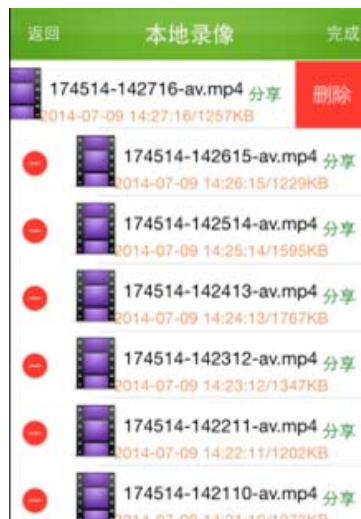 返回 本地录像 完成
174514-142716-av.mp4 分享 删除
2014-07-09 14:27:16/1257KB
174514-142615-av.mp4 分享
2014-07-09 14:26:15/1229KB
174514-142514-av.mp4 分享
2014-07-09 14:25:14/1595KB
174514-142413-av.mp4 分享
2014-07-09 14:24:13/1767KB
174514-142312-av.mp4 分享
2014-07-09 14:23:12/1347KB
174514-142211-av.mp4 分享
2014-07-09 14:22:11/1202KB
174514-142110-av.mp4 分享